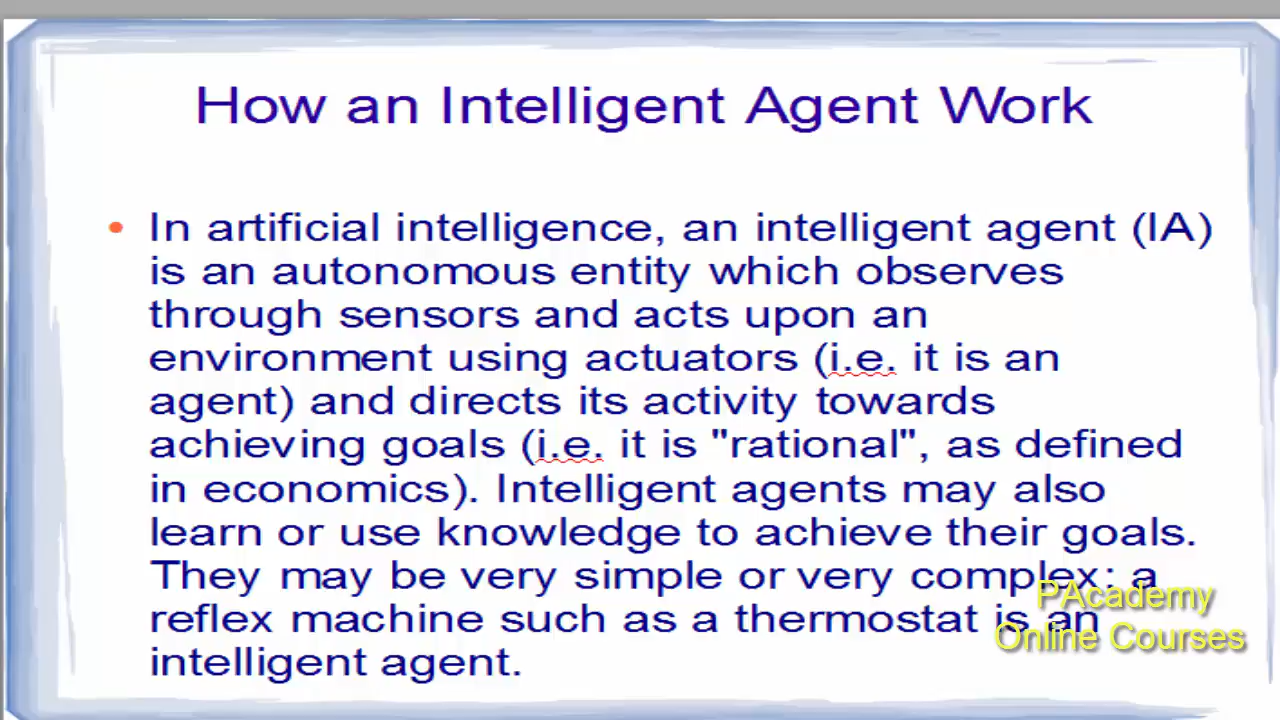 How an Intelligent Agent Work
• In artificial intelligence, an intelligent agent (IA)
is an autonomous entity which observes
through sensors and acts upon an
environment using actuators (i.e. it is an
agent) and directs its activity towards
achieving goals (i.e. it is "rational", as defined
in economics). Intelligent agents may also
learn or use knowledge to achieve their goals.
They may be very simple or very complex: a
reflex machine such as a thermostat is an
intelligent agent.
PAcademy
Online Courses